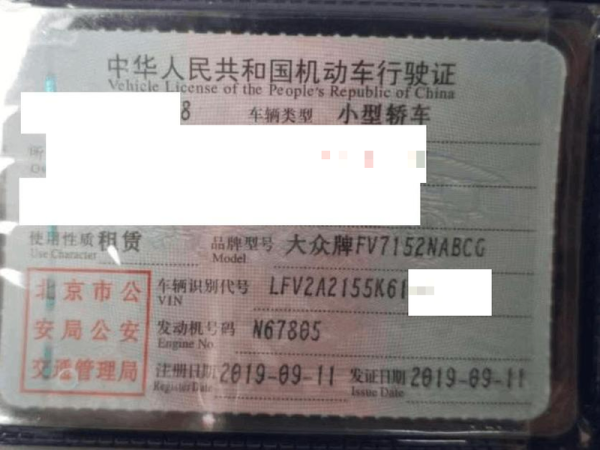 中华人民共和国机动车行驶证
Vehicle License of the People's Republic of China
8 车辆类型 小型轿车
使用性质 租赁 品牌型号 大众牌FV7152NABCG
Use Character Model
北京市公 车辆识别代号 LFV2A2155K61
VIN
安局公安 发动机号码 N67805
Engine No.
交通管理局 注册日期 2019-09-11 发证日期 2019-09-11
Register Date Issue Date